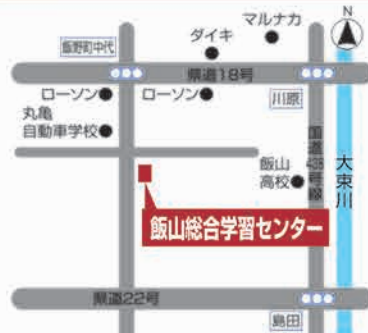 マルナカ
N
ダイキ
飯野町中代
県道18号
ローソン
ローソン
川原
丸亀
自動車学校
国道438号線
大束川
飯山
高校
飯山総合学習センター
県道22号
島田